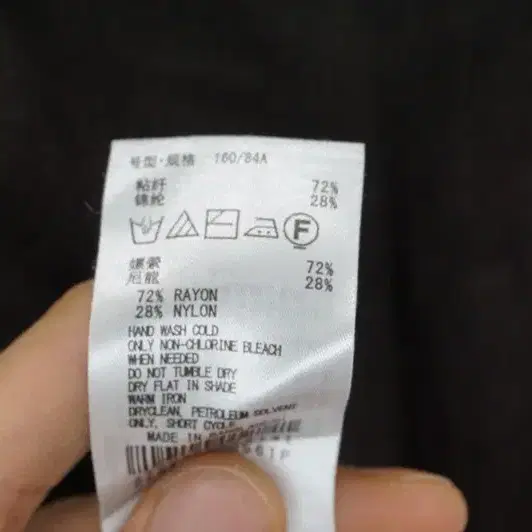 号型·规格 160/84A
粘纤 72%
锦纶 28%
F
嫘縈 72%
尼龍 28%
72% RAYON
28% NYLON
HAND WASH COLD
ONLY NON-CHLORINE BLEACH
WHEN NEEDED
DO NOT TUMBLE DRY
DRY FLAT IN SHADE
WARM IRON
DRYCLEAN, PETROLEUM SOLVENT
ONLY, SHORT CYCLE
MADE IN